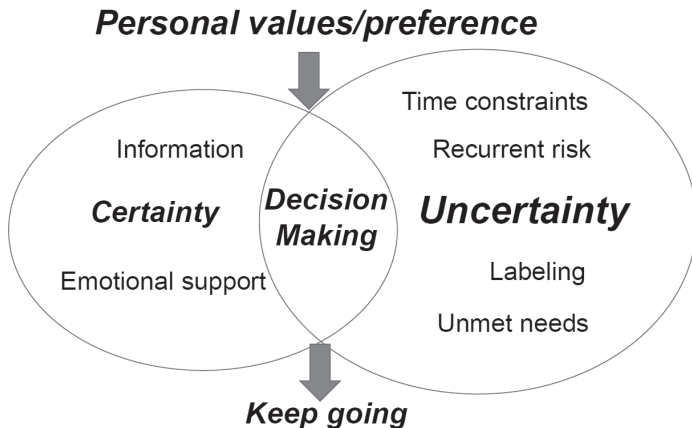 Personal values/preference
Time constraints
Information
Recurrent risk
Certainty
Decision
Making
Uncertainty
Emotional support
Labeling
Unmet needs
Keep going